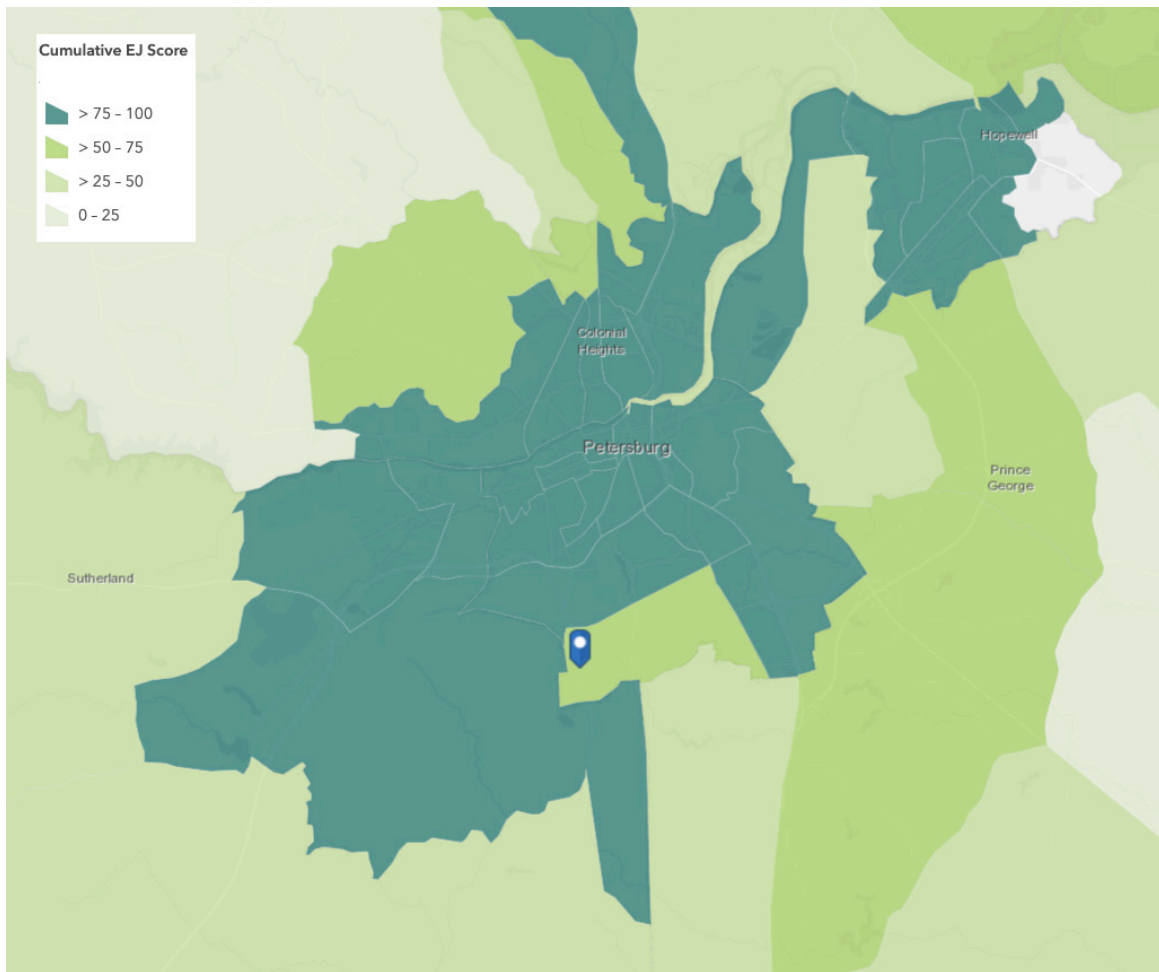 Cumulative EJ Score
> 75 – 100
> 50 – 75
> 25 – 50
0 – 25
Hopewell
Colonial
Heights
Petersburg
Prince
George
Sutherland